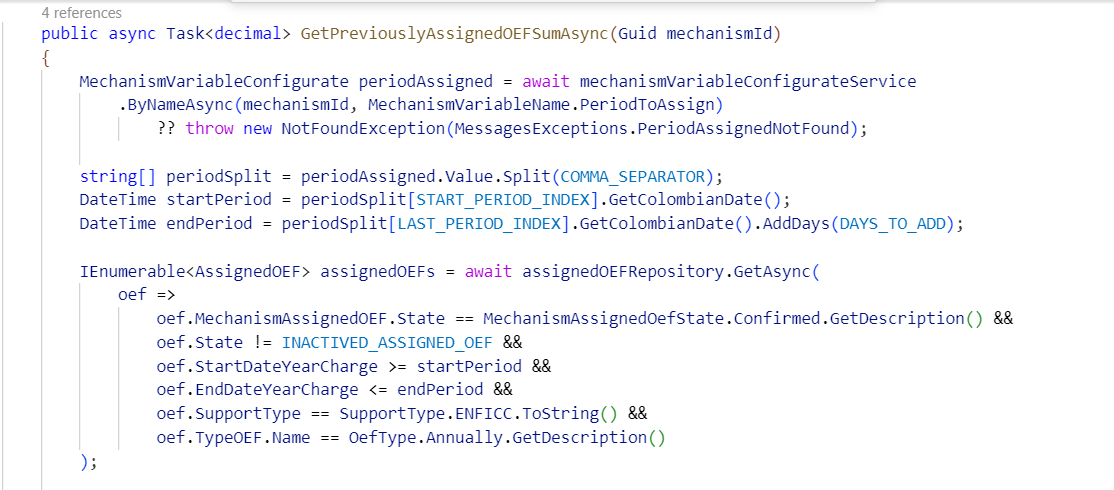 4 references
public async Task<decimal> GetPreviouslyAssignedOEFSumAsync(Guid mechanismId)
{
MechanismVariableConfigurate periodAssigned = await mechanismVariableConfigurateService
.ByNameAsync(mechanismId, MechanismVariableName.PeriodToAssign)
?? throw new NotFoundException(MessagesExceptions.PeriodAssignedNotFound);
string[] periodSplit = periodAssigned.Value.Split(COMMA_SEPARATOR);
DateTime startPeriod = periodSplit[START_PERIOD_INDEX].GetColombianDate();
DateTime endPeriod = periodSplit[LAST_PERIOD_INDEX].GetColombianDate().AddDays(DAYS_TO_ADD);
IEnumerable<AssignedOEF> assignedOEFs = await assignedOEFRepository.GetAsync(
oef =>
oef.MechanismAssignedOEF.State == MechanismAssignedOefState.Confirmed.GetDescription() &&
oef.State != INACTIVED_ASSIGNED_OEF &&
oef.StartDateYearCharge >= startPeriod &&
oef.EndDateYearCharge <= endPeriod &&
oef.SupportType == SupportType.ENFICC.ToString() &&
oef.TypeOEF.Name == OefType.Annually.GetDescription()
);